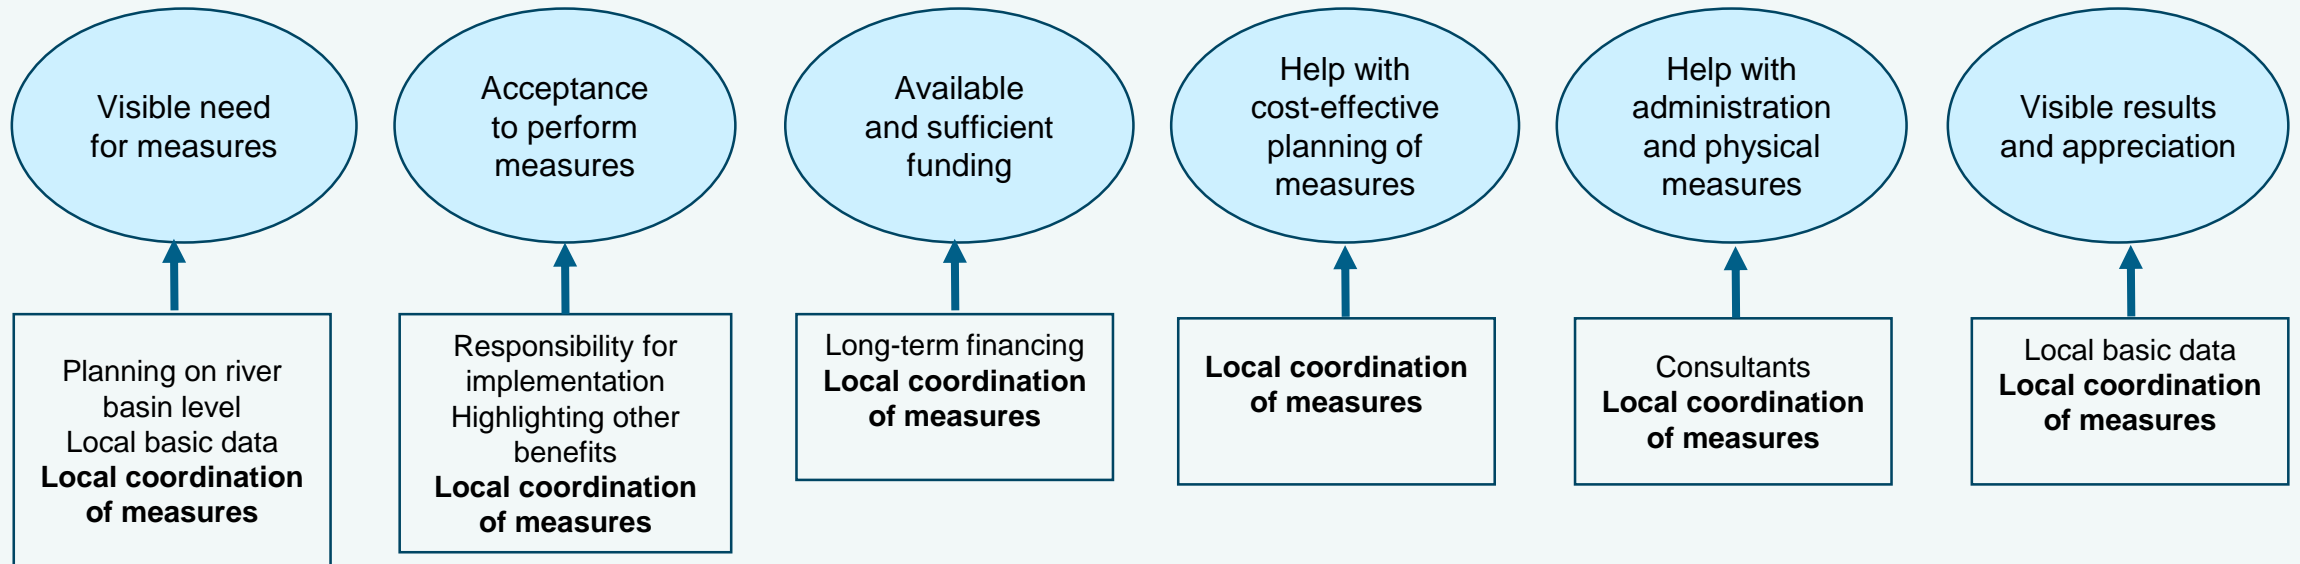 Visible need
for measures
Acceptance
to perform
measures
Available
and sufficient
funding
Help with
cost-effective
planning of
measures
Help with
administration
and physical
measures
Visible results
and appreciation
Planning on river
basin level
Local basic data
Local coordination
of measures
Responsibility for
implementation
Highlighting other
benefits
Local coordination
of measures
Long-term financing
Local coordination
of measures
Local coordination
of measures
Consultants
Local coordination
of measures
Local basic data
Local coordination
of measures